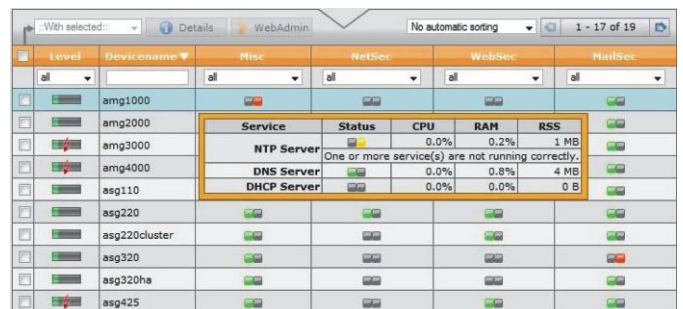 ::With selected:: Details WebAdmin No automatic sorting 1 - 17 of 19
Level Devicename Misc NetSec WebSec MailSec
all all all all all
amg1000
amg2000
amg3000
amg4000
asg110
asg220
asg220cluster
asg320
asg320ha
asg425
Service Status CPU RAM RSS
NTP Server 0.0% 0.2% 1 MB
One or more service(s) are not running correctly.
DNS Server 0.0% 0.8% 4 MB
DHCP Server 0.0% 0.0% 0 B